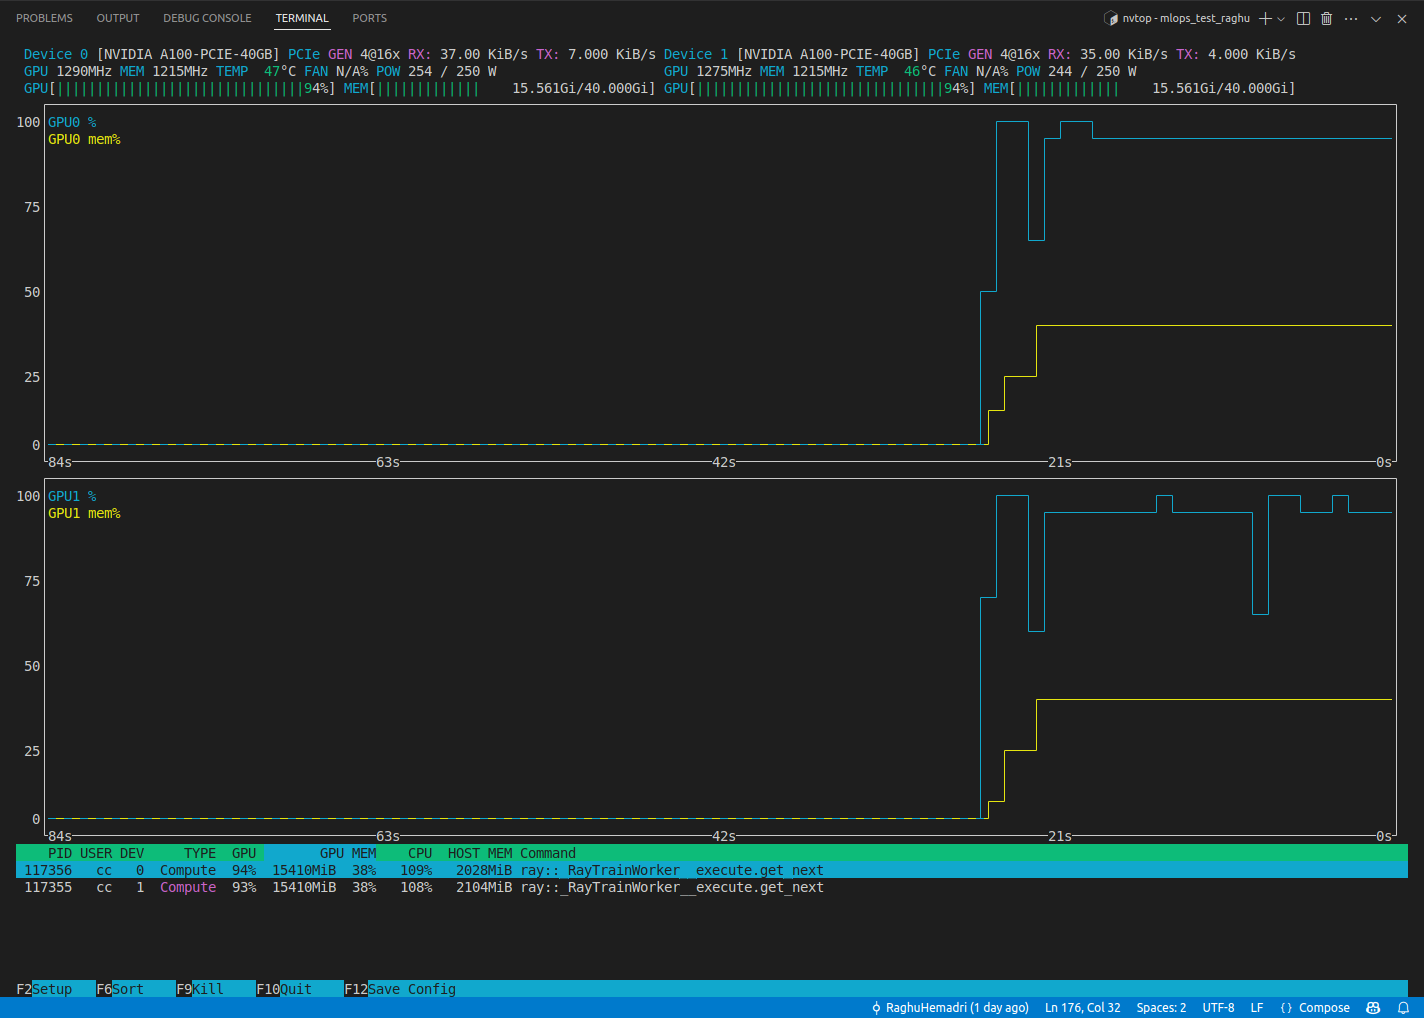 PROBLEMS OUTPUT DEBUG CONSOLE TERMINAL PORTS nvtop - mlops_test_raghu
Device 0 [NVIDIA A100-PCIE-40GB] PCIe GEN 4@16x RX: 37.00 KiB/s TX: 7.000 KiB/s Device 1 [NVIDIA A100-PCIE-40GB] PCIe GEN 4@16x RX: 35.00 KiB/s TX: 4.000 KiB/s
GPU 1290MHz MEM 1215MHz TEMP 47°C FAN N/A% POW 254 / 250 W GPU 1275MHz MEM 1215MHz TEMP 46°C FAN N/A% POW 244 / 250 W
GPU[|||||||||||||||||||||||||||||||94%] MEM[||||||||||||| 15.561Gi/40.000Gi] GPU[|||||||||||||||||||||||||||||||94%] MEM[||||||||||||| 15.561Gi/40.000Gi]
100 GPU0 %
GPU0 mem%
75
50
25
0
84s 63s 42s 21s 0s
100 GPU1 %
GPU1 mem%
75
50
25
0
84s 63s 42s 21s 0s
PID USER DEV TYPE GPU GPU MEM CPU HOST MEM Command
117356 cc 0 Compute 94% 15410MiB 38% 109% 2028MiB ray::_RayTrainWorker__execute.get_next
117355 cc 1 Compute 93% 15410MiB 38% 108% 2104MiB ray::_RayTrainWorker__execute.get_next
F2Setup F6Sort F9Kill F10Quit F12Save Config
RaghuHemadri (1 day ago) Ln 176, Col 32 Spaces: 2 UTF-8 LF {} Compose